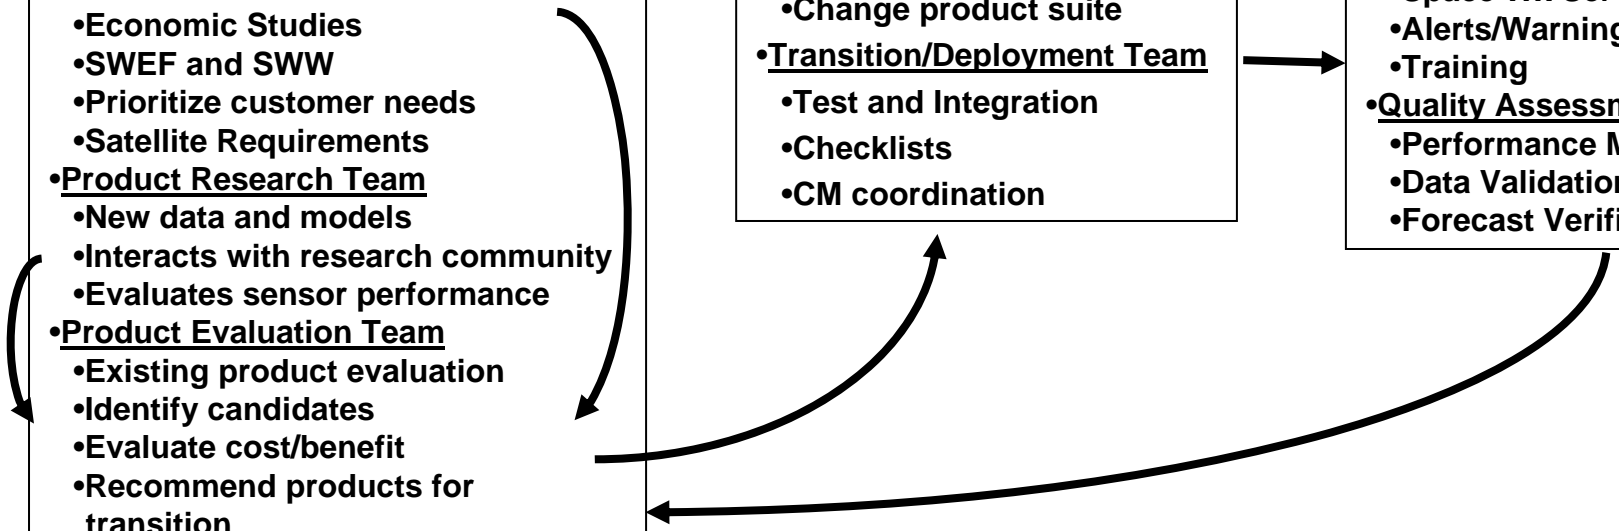 •Economic Studies
•SWEF and SWW
•Prioritize customer needs
•Satellite Requirements
•Product Research Team
•New data and models
•Interacts with research community
•Evaluates sensor performance
•Product Evaluation Team
•Existing product evaluation
•Identify candidates
•Evaluate cost/benefit
•Recommend products for
transition
•Change product suite
•Transition/Deployment Team
•Test and Integration
•Checklists
•CM coordination
•Alerts/Warning
•Training
•Quality
•Performance
•Data
•Forecast